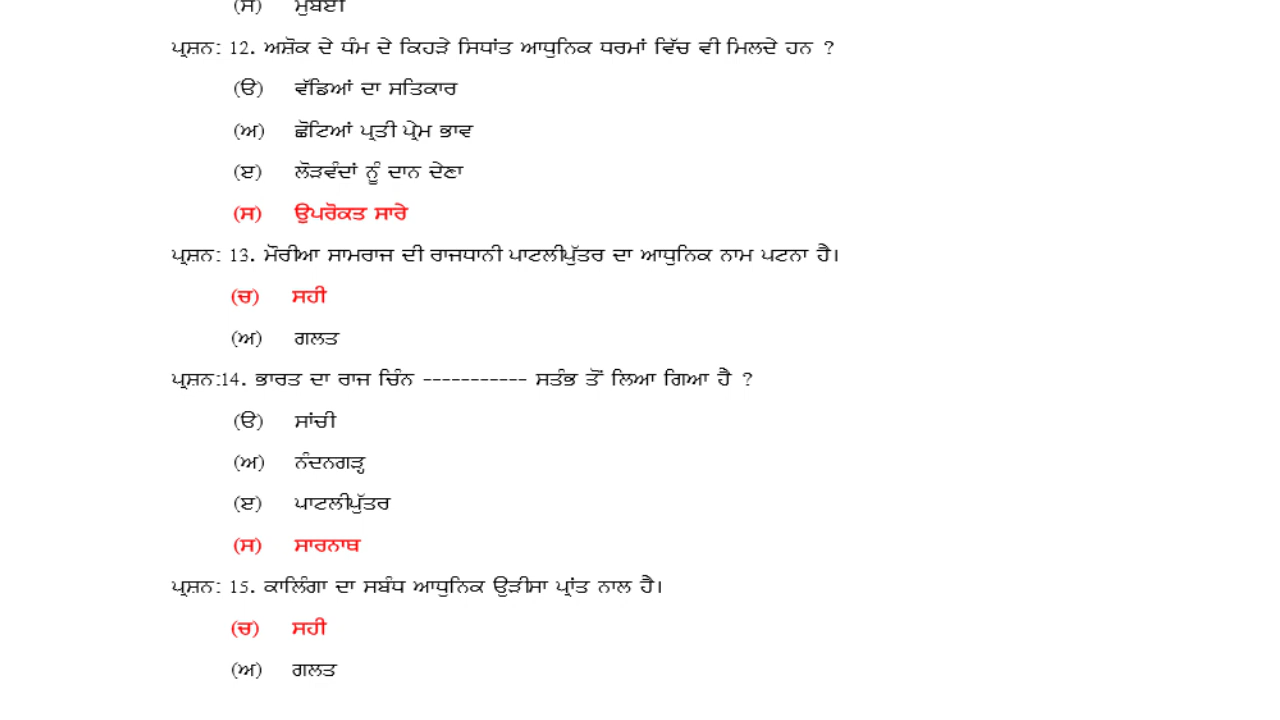 (ਸ) ਮੁੰਬਈ
ਪ੍ਰਸ਼ਨ: 12. ਅਸ਼ੋਕ ਦੇ ਧੰਮ ਦੇ ਕਿਹੜੇ ਸਿਧਾਂਤ ਆਧੁਨਿਕ ਧਰਮਾਂ ਵਿੱਚ ਵੀ ਮਿਲਦੇ ਹਨ ?
(ੳ) ਵੱਡਿਆਂ ਦਾ ਸਤਿਕਾਰ
(ਅ) ਛੋਟਿਆਂ ਪ੍ਰਤੀ ਪ੍ਰੇਮ ਭਾਵ
(ੲ) ਲੋੜਵੰਦਾਂ ਨੂੰ ਦਾਨ ਦੇਣਾ
(ਸ) ਉਪਰੋਕਤ ਸਾਰੇ
ਪ੍ਰਸ਼ਨ: 13. ਮੌਰੀਆ ਸਾਮਰਾਜ ਦੀ ਰਾਜਧਾਨੀ ਪਾਟਲੀਪੁੱਤਰ ਦਾ ਆਧੁਨਿਕ ਨਾਮ ਪਟਨਾ ਹੈ।
(ਚ) ਸਹੀ
(ਅ) ਗਲਤ
ਪ੍ਰਸ਼ਨ:14. ਭਾਰਤ ਦਾ ਰਾਜ ਚਿੰਨ ----------- ਸਤੰਭ ਤੋਂ ਲਿਆ ਗਿਆ ਹੈ ?
(ੳ) ਸਾਂਚੀ
(ਅ) ਨੰਦਨਗੜ੍ਹ
(ੲ) ਪਾਟਲੀਪੁੱਤਰ
(ਸ) ਸਾਰਨਾਥ
ਪ੍ਰਸ਼ਨ: 15. ਕਾਲਿੰਗਾ ਦਾ ਸਬੰਧ ਆਧੁਨਿਕ ਉੜੀਸਾ ਪ੍ਰਾਂਤ ਨਾਲ ਹੈ।
(ਚ) ਸਹੀ
(ਅ) ਗਲਤ